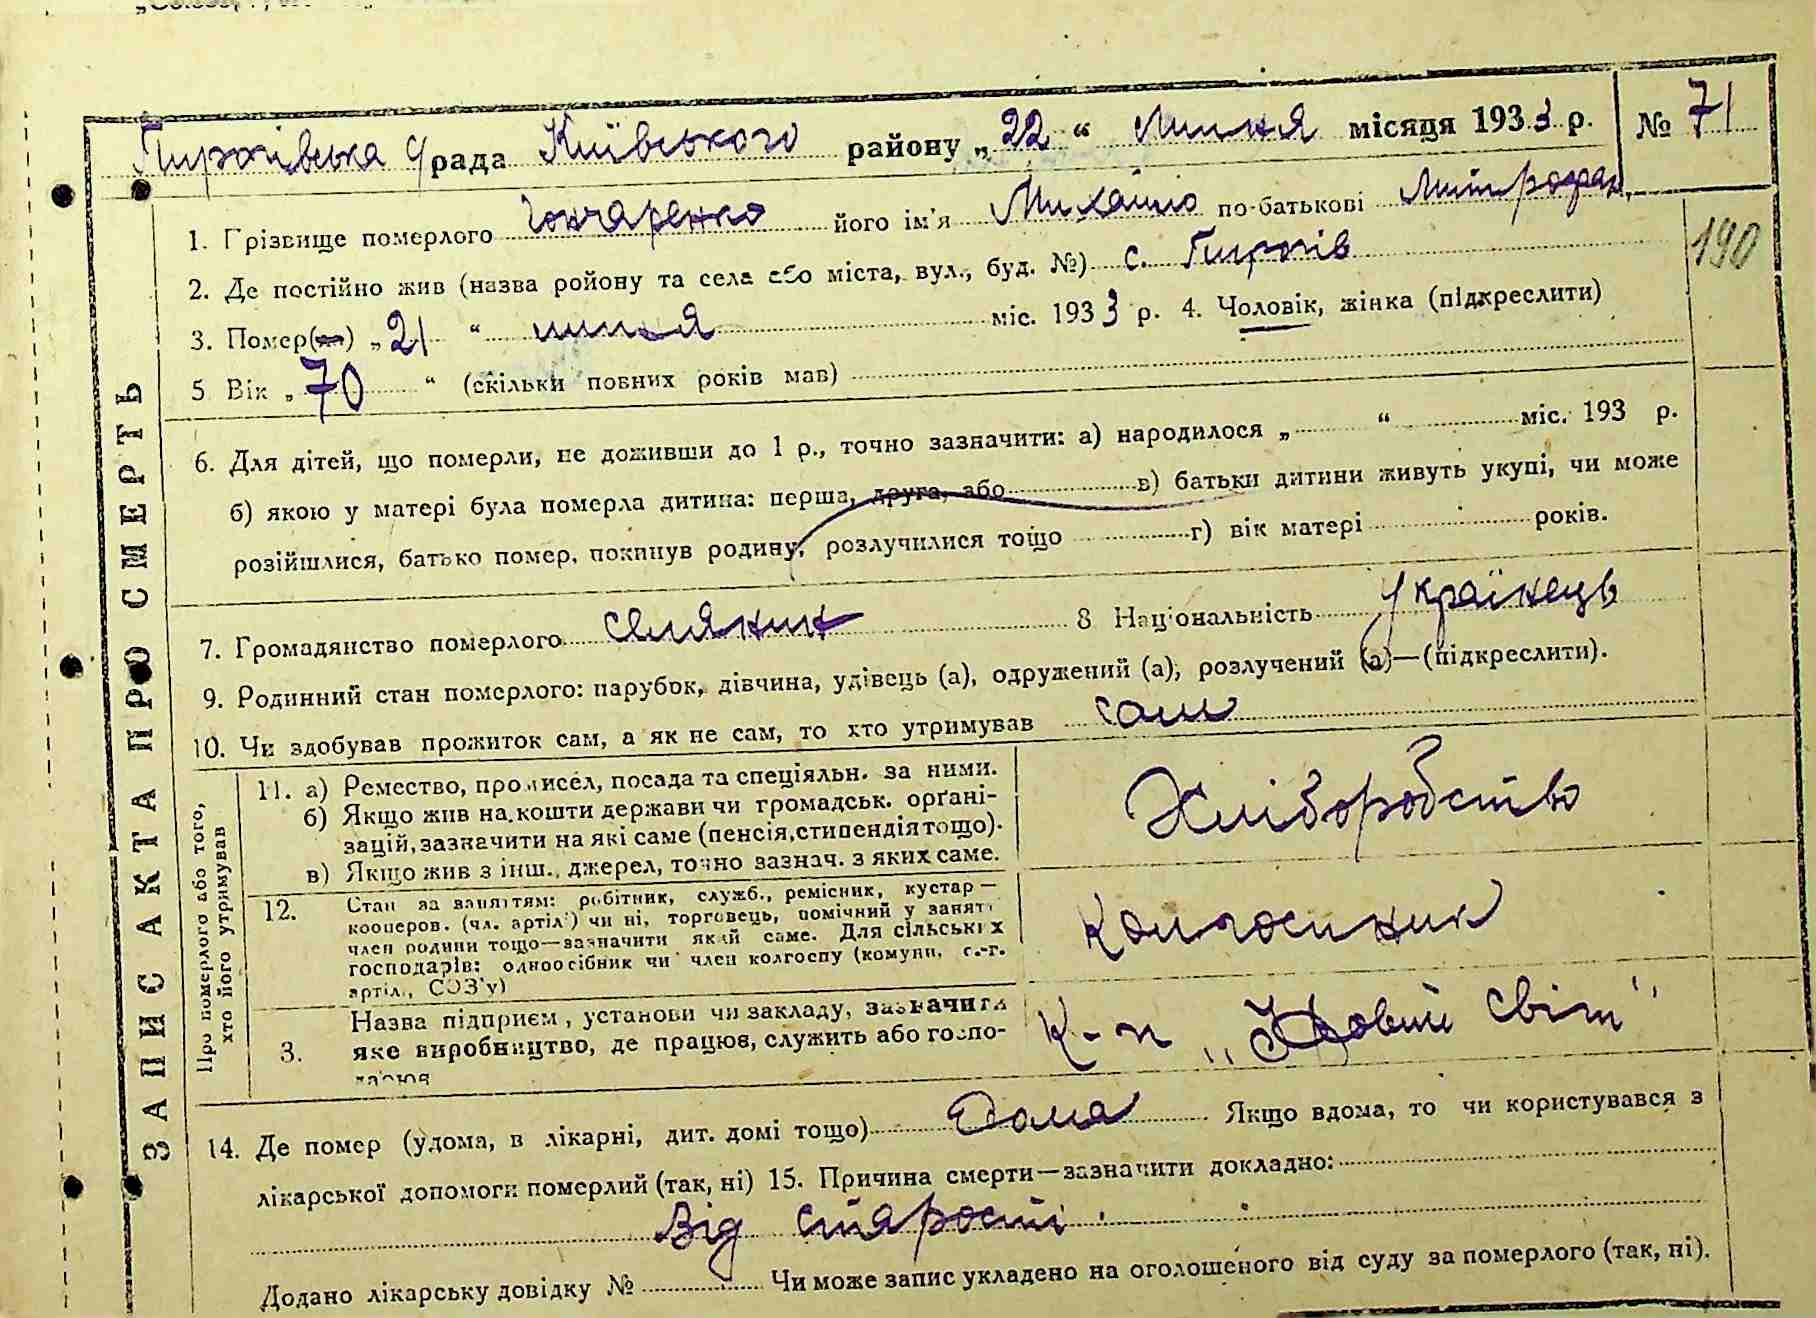 Пирогівська с/рада Київського району „22“ Липня місяця 1933 р. № 71
1. Грізвище померлого Гончаренко його ім'я Михайло по-батькові Митрофан.
190
2. Де постійно жив (назва ройону та села або міста, вул., буд. №) с. Пирогів
3. Помер(ла) „21“ липня міс. 1933 р. 4. Чоловік, жінка (підкреслити)
5 Вік „70“ (скільки повних років мав)
6. Для дітей, що померли, не доживши до 1 р., точно зазначити: а) народилося „ “ міс. 193 р.
б) якою у матері була померла дитина: перша, друга, або в) батьки дитини живуть укупі, чи може
розійшлися, батько помер, покинув родину, розлучилися тощо г) вік матері років.
7. Громадянство померлого селянин 8 Національність українець
9. Родинний стан померлого: парубок, дівчина, удівець (а), одружений (а), розлучений (а)—(підкреслити).
10. Чи здобував прожиток сам, а як не сам, то хто утримував сам
11. а) Ремество, промисел, посада та спеціяльн. за ними.
б) Якщо жив на кошти держави чи громадськ. орґані-
зацій, зазначити на які саме (пенсія, стипендія тощо).
в) Якщо жив з інш., джерел, точно зазнач. з яких саме.
Хліборобство
12. Стан за заняттям: робітник, служб., ремісник, кустар —
кооперов. (чл. артіл') чи ні, торговець, помічний у занят
член родини тощо—зазначити який саме. Для сільських
господарів: одноосібник чи член колгоспу (комуни, с.-г.
артіл., СОЗ'у)
Колгоспник
3. Назва підприєм, установи чи закладу, зазначити
яке виробництво, де працює, служить або госпо-
дарює
К-п „Новий світ"
14. Де помер (удома, в лікарні, дит. домі тощо) Дома Якщо вдома, то чи користувався з
лікарської допомоги померлий (так, ні) 15. Причина смерти—зазначити докладно:
Від старости.
Додано лікарську довідку № Чи може запис укладено на оголошеного від суду за померлого (так, ні).
ЗАПИС АКТА ПРО СМЕРТЬ
Про померлого або того,
хто його утримував